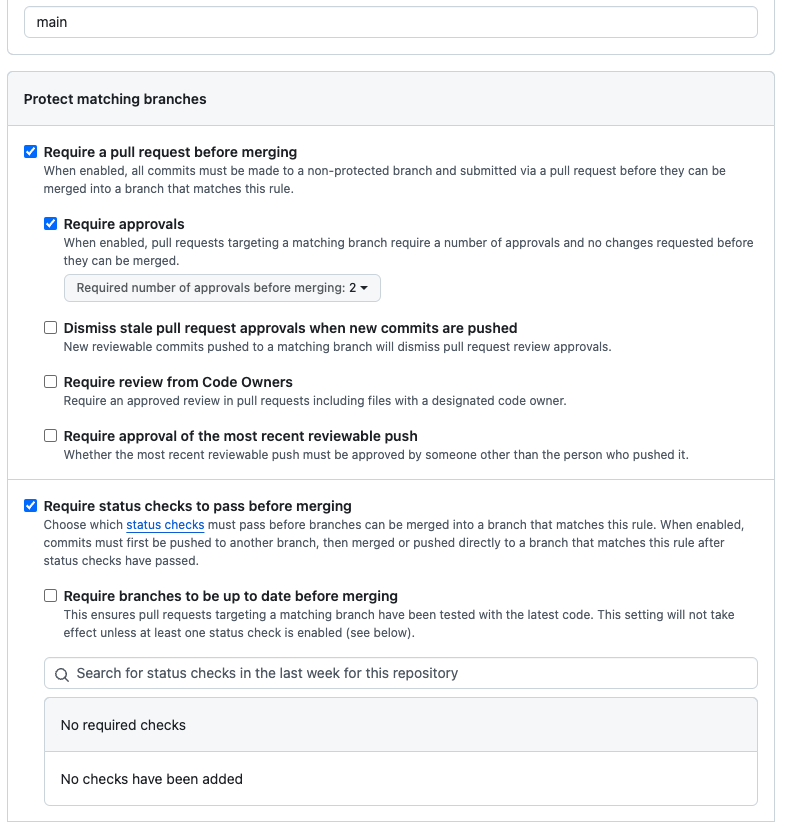 main
Protect matching branches
Require a pull request before merging
When enabled, all commits must be made to a non-protected branch and submitted via a pull request before they can be
merged into a branch that matches this rule.
Require approvals
When enabled, pull requests targeting a matching branch require a number of approvals and no changes requested before
they can be merged.
Required number of approvals before merging: 2
Dismiss stale pull request approvals when new commits are pushed
New reviewable commits pushed to a matching branch will dismiss pull request review approvals.
Require review from Code Owners
Require an approved review in pull requests including files with a designated code owner.
Require approval of the most recent reviewable push
Whether the most recent reviewable push must be approved by someone other than the person who pushed it.
Require status checks to pass before merging
Choose which status checks must pass before branches can be merged into a branch that matches this rule. When enabled,
commits must first be pushed to another branch, then merged or pushed directly to a branch that matches this rule after
status checks have passed.
Require branches to be up to date before merging
This ensures pull requests targeting a matching branch have been tested with the latest code. This setting will not take
effect unless at least one status check is enabled (see below).
Search for status checks in the last week for this repository
No required checks
No checks have been added